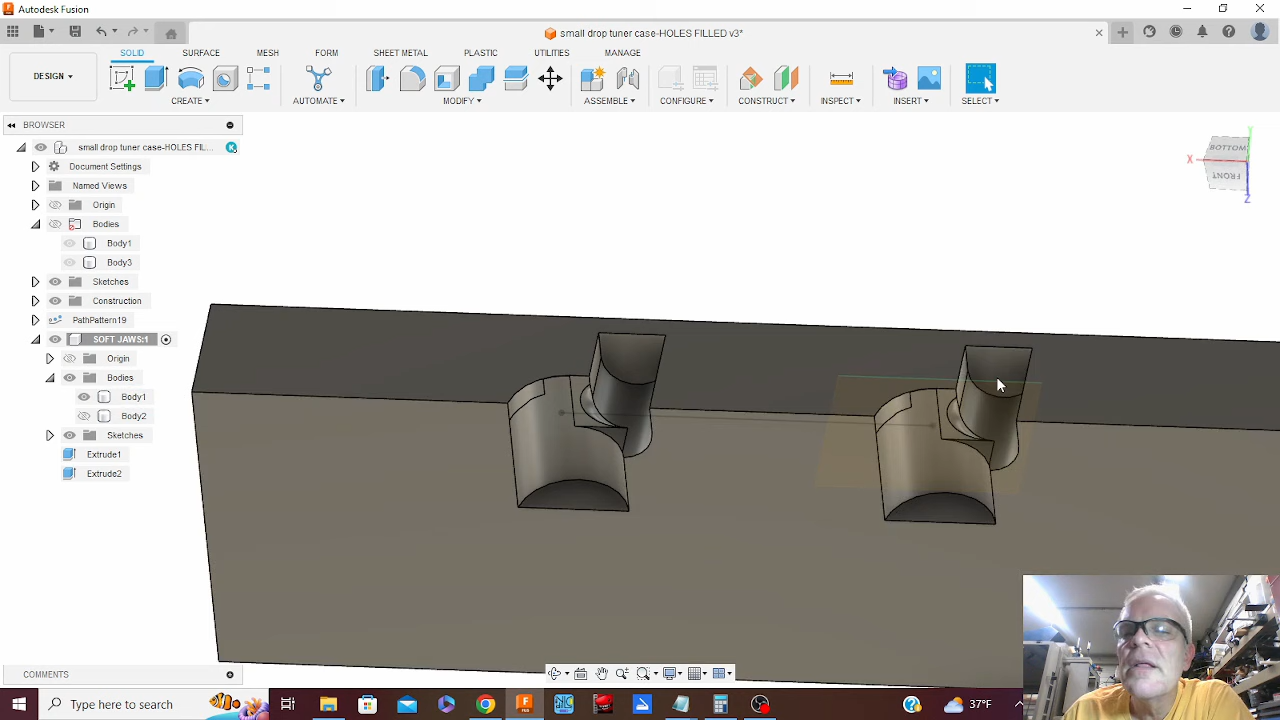 Autodesk Fusion
small drop tuner case-HOLES FILLED v3*
SOLID SURFACE MESH FORM SHEET METAL PLASTIC UTILITIES MANAGE
DESIGN
CREATE AUTOMATE MODIFY ASSEMBLE CONFIGURE CONSTRUCT INSPECT INSERT SELECT
BROWSER
small drop tuner case-HOLES FIL...
K
Document Settings
Named Views
Origin
Bodies
Body1
Body3
Sketches
Construction
PathPattern19
SOFT JAWS:1
Origin
Bodies
Body1
Body2
Sketches
Extrude1
Extrude2
Y
BOTTOM
X
FRONT
Z
COMMENTS
Type here to search
37°F